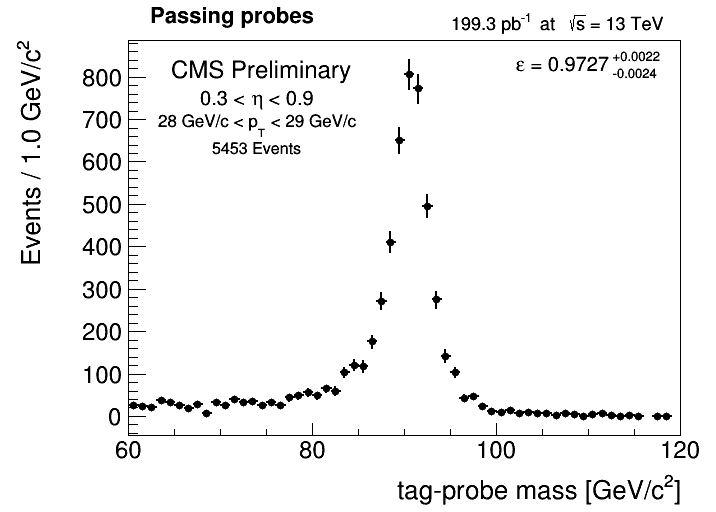 Passing probes
199.3 pb⁻¹ at √s = 13 TeV
CMS Preliminary
ε = 0.9727 +0.0022 -0.0024
0.3 < η < 0.9
28 GeV/c < p_T < 29 GeV/c
5453 Events
Events / 1.0 GeV/c²
800
700
600
500
400
300
200
100
0
60 80 100 120
tag-probe mass [GeV/c²]